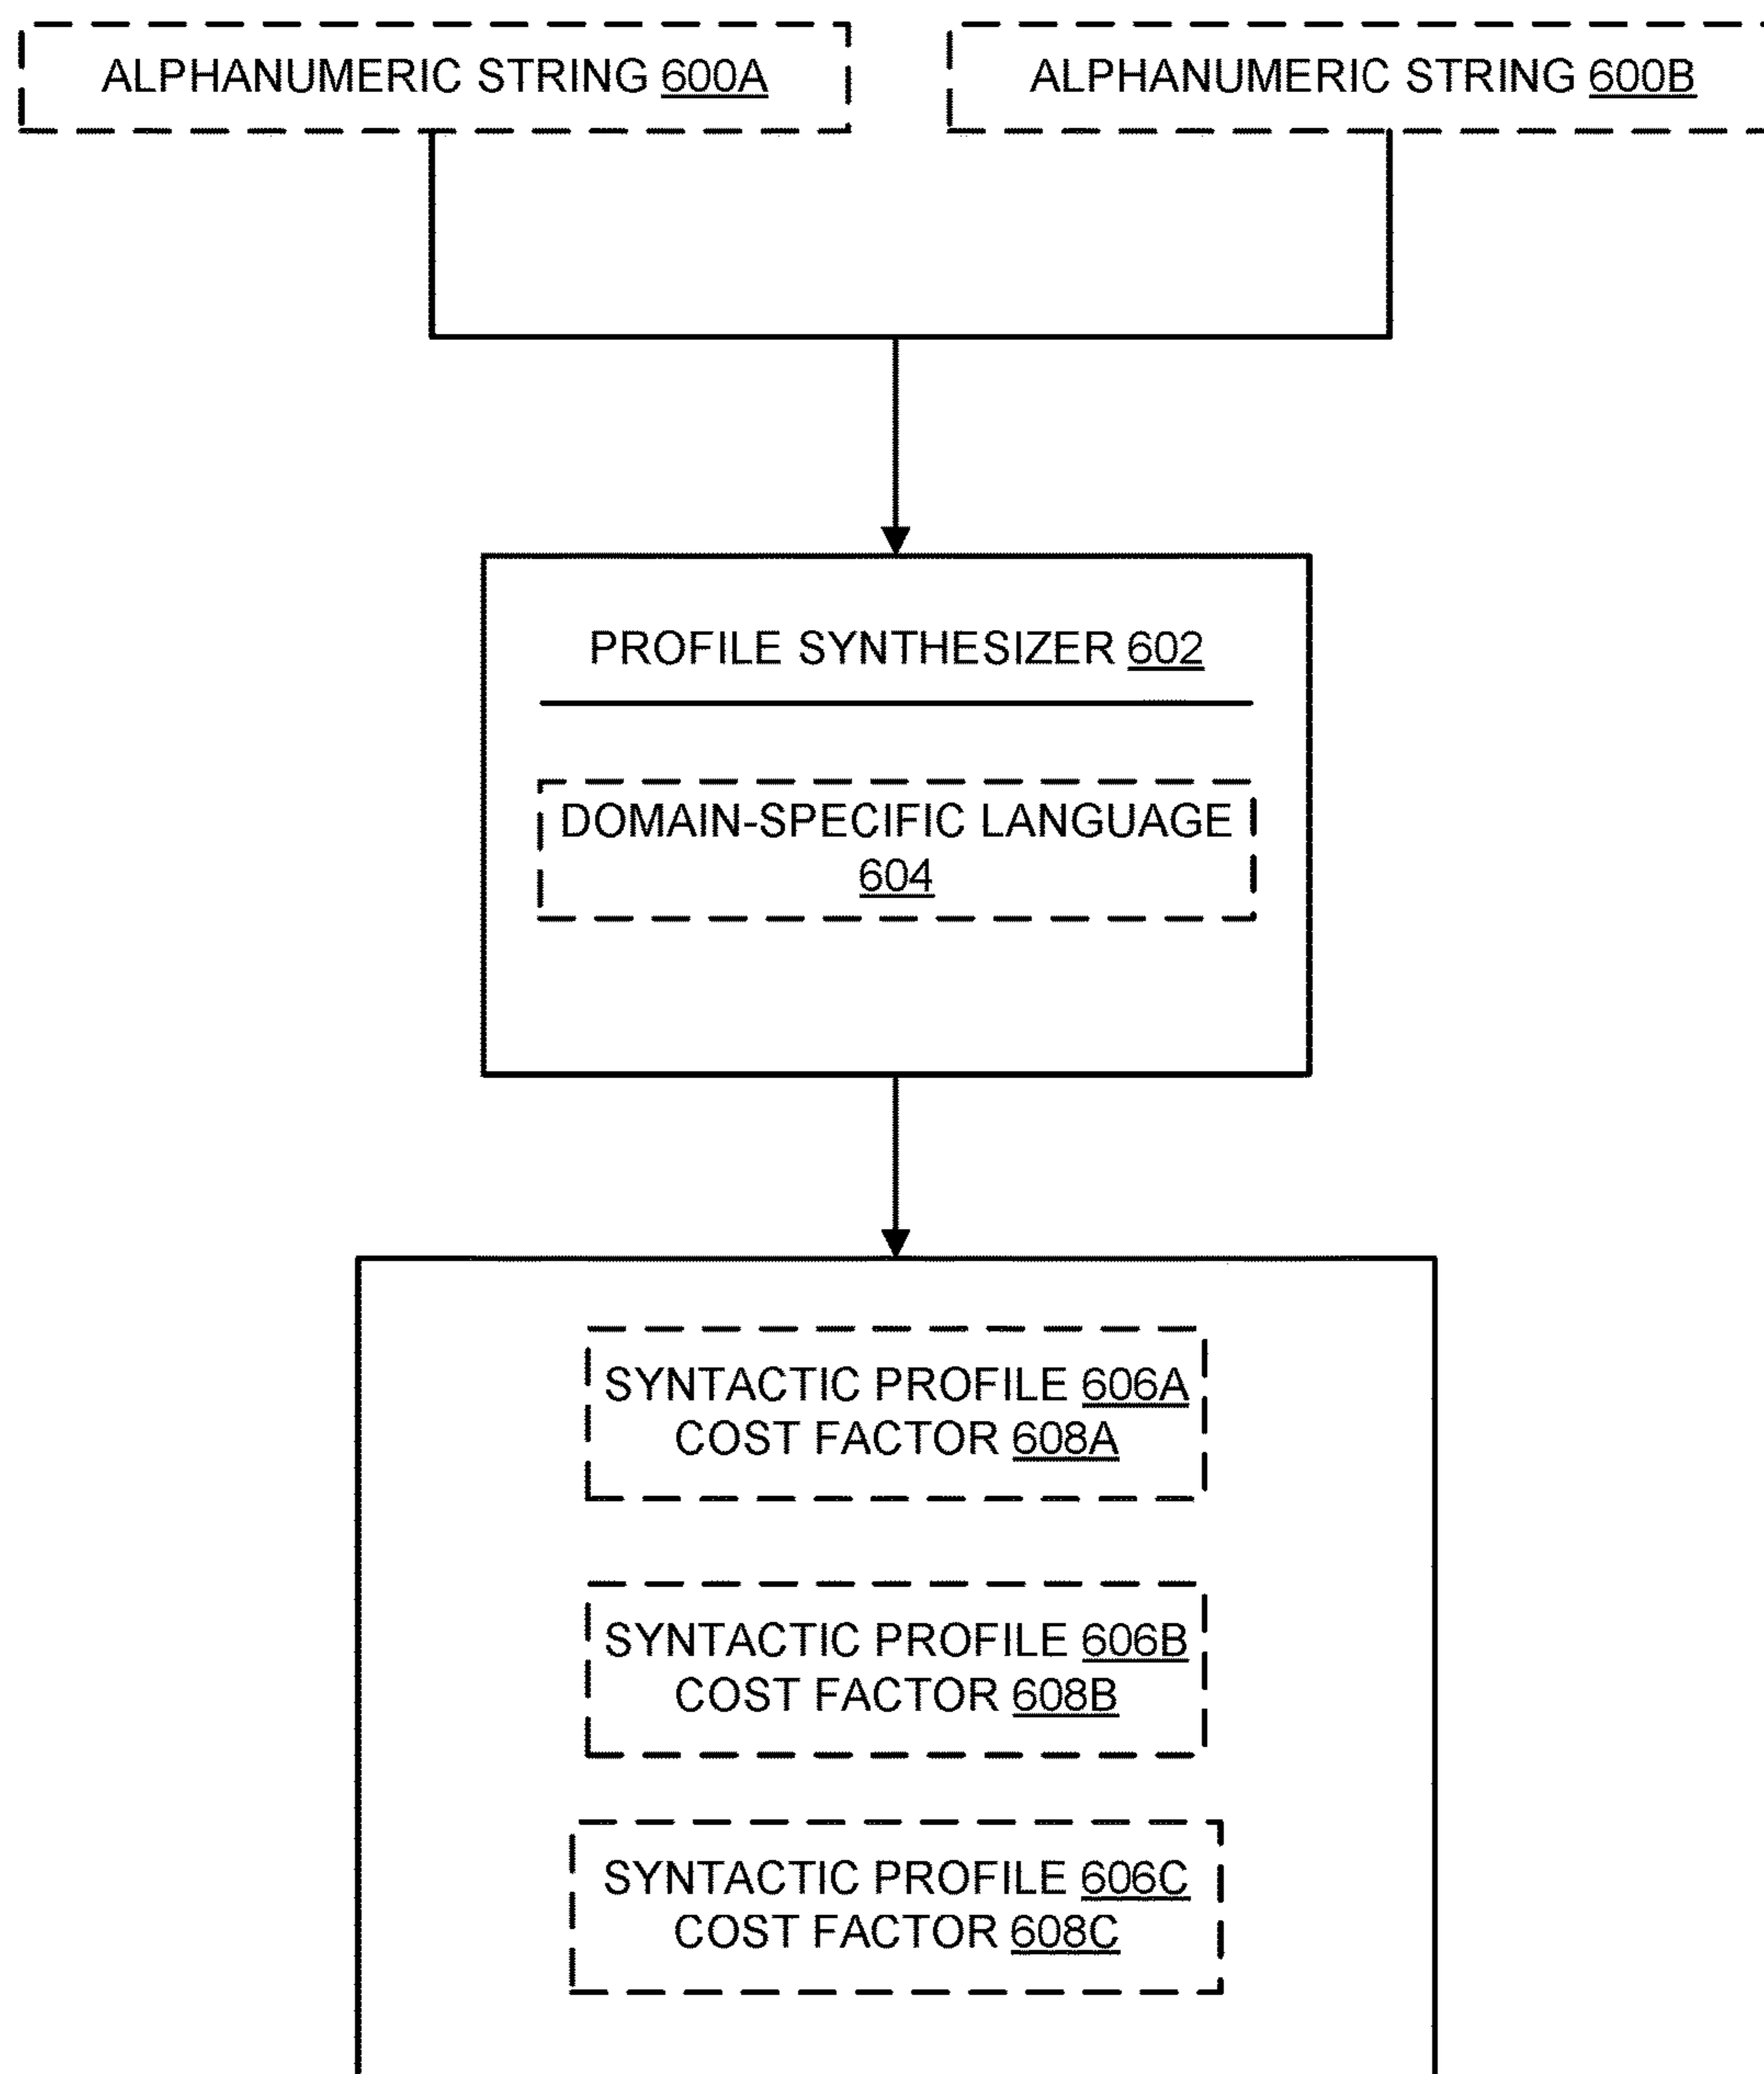 ALPHANUMERIC STRING 600A
ALPHANUMERIC STRING 600B
PROFILE SYNTHESIZER 602
DOMAIN-SPECIFIC LANGUAGE
604
SYNTACTIC PROFILE 606A
COST FACTOR 608A
SYNTACTIC PROFILE 606B
COST FACTOR 608B
SYNTACTIC PROFILE 606C
COST FACTOR 608C